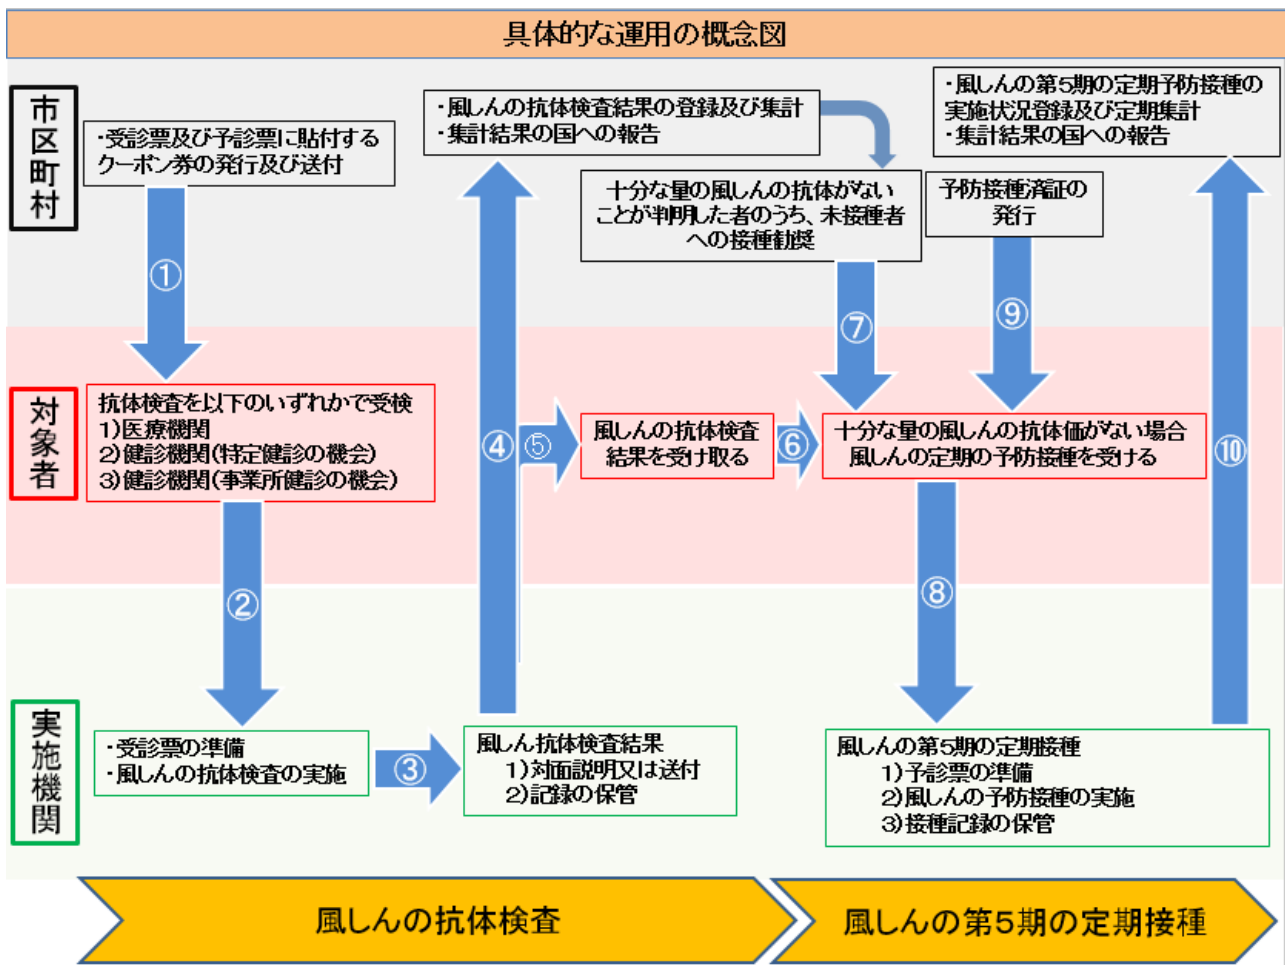 具体的な運用の概念図
市区町村
・受診票及び予診票に貼付する
クーポン券の発行及び送付
・風しんの抗体検査結果の登録及び集計
・集計結果の国への報告
・風しんの第5期の定期予防接種の
実施状況登録及び定期集計
・集計結果の国への報告
十分な量の風しんの抗体がない
ことが判明した者のうち、未接種者
への接種勧奨
予防接種済証の
発行
①
⑦
⑨
対象者
抗体検査を以下のいずれかで受検
1)医療機関
2)健診機関(特定健診の機会)
3)健診機関(事業所健診の機会)
④
⑤
風しんの抗体検査
結果を受け取る
⑥
十分な量の風しんの抗体価がない場合
風しんの定期の予防接種を受ける
⑩
②
⑧
実施機関
・受診票の準備
・風しんの抗体検査の実施
③
風しん抗体検査結果
1)対面説明又は送付
2)記録の保管
風しんの第5期の定期接種
1)予診票の準備
2)風しんの予防接種の実施
3)接種記録の保管
風しんの抗体検査
風しんの第5期の定期接種